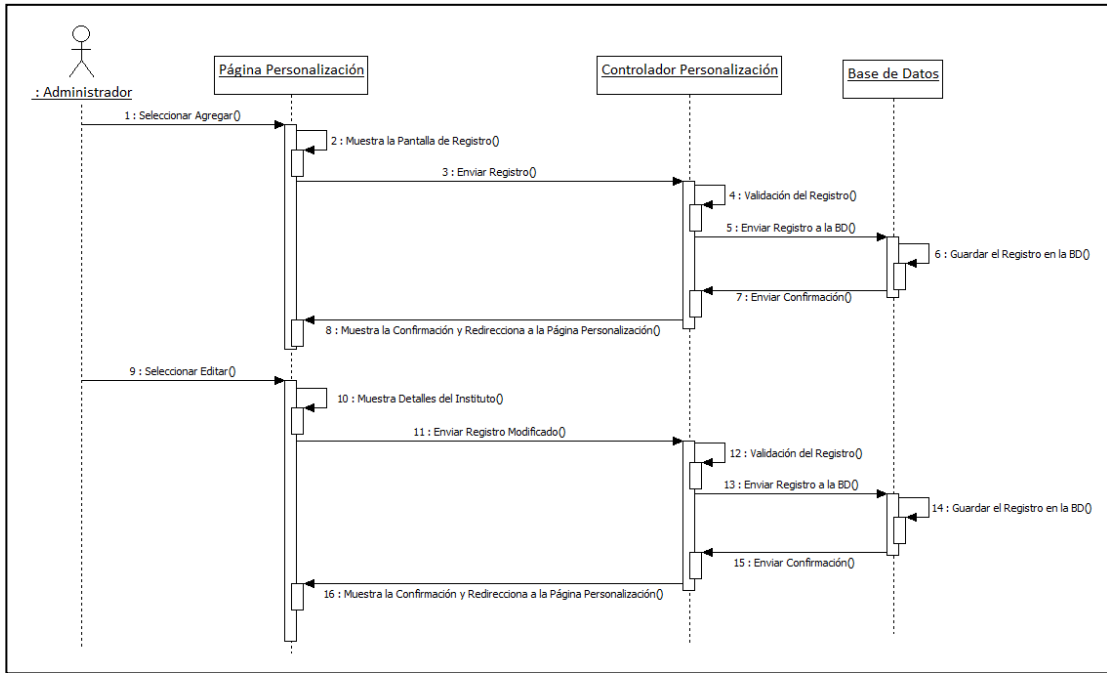 Página Personalización
Controlador Personalización
Base de Datos
: Administrador
1 : Seleccionar Agregar()
2 : Muestra la Pantalla de Registro()
3 : Enviar Registro()
4 : Validación del Registro()
5 : Enviar Registro a la BD()
6 : Guardar el Registro en la BD()
7 : Enviar Confirmación()
8 : Muestra la Confirmación y Redirecciona a la Página Personalización()
9 : Seleccionar Editar()
10 : Muestra Detalles del Instituto()
11 : Enviar Registro Modificado()
12 : Validación del Registro()
13 : Enviar Registro a la BD()
14 : Guardar el Registro en la BD()
15 : Enviar Confirmación()
16 : Muestra la Confirmación y Redirecciona a la Página Personalización()